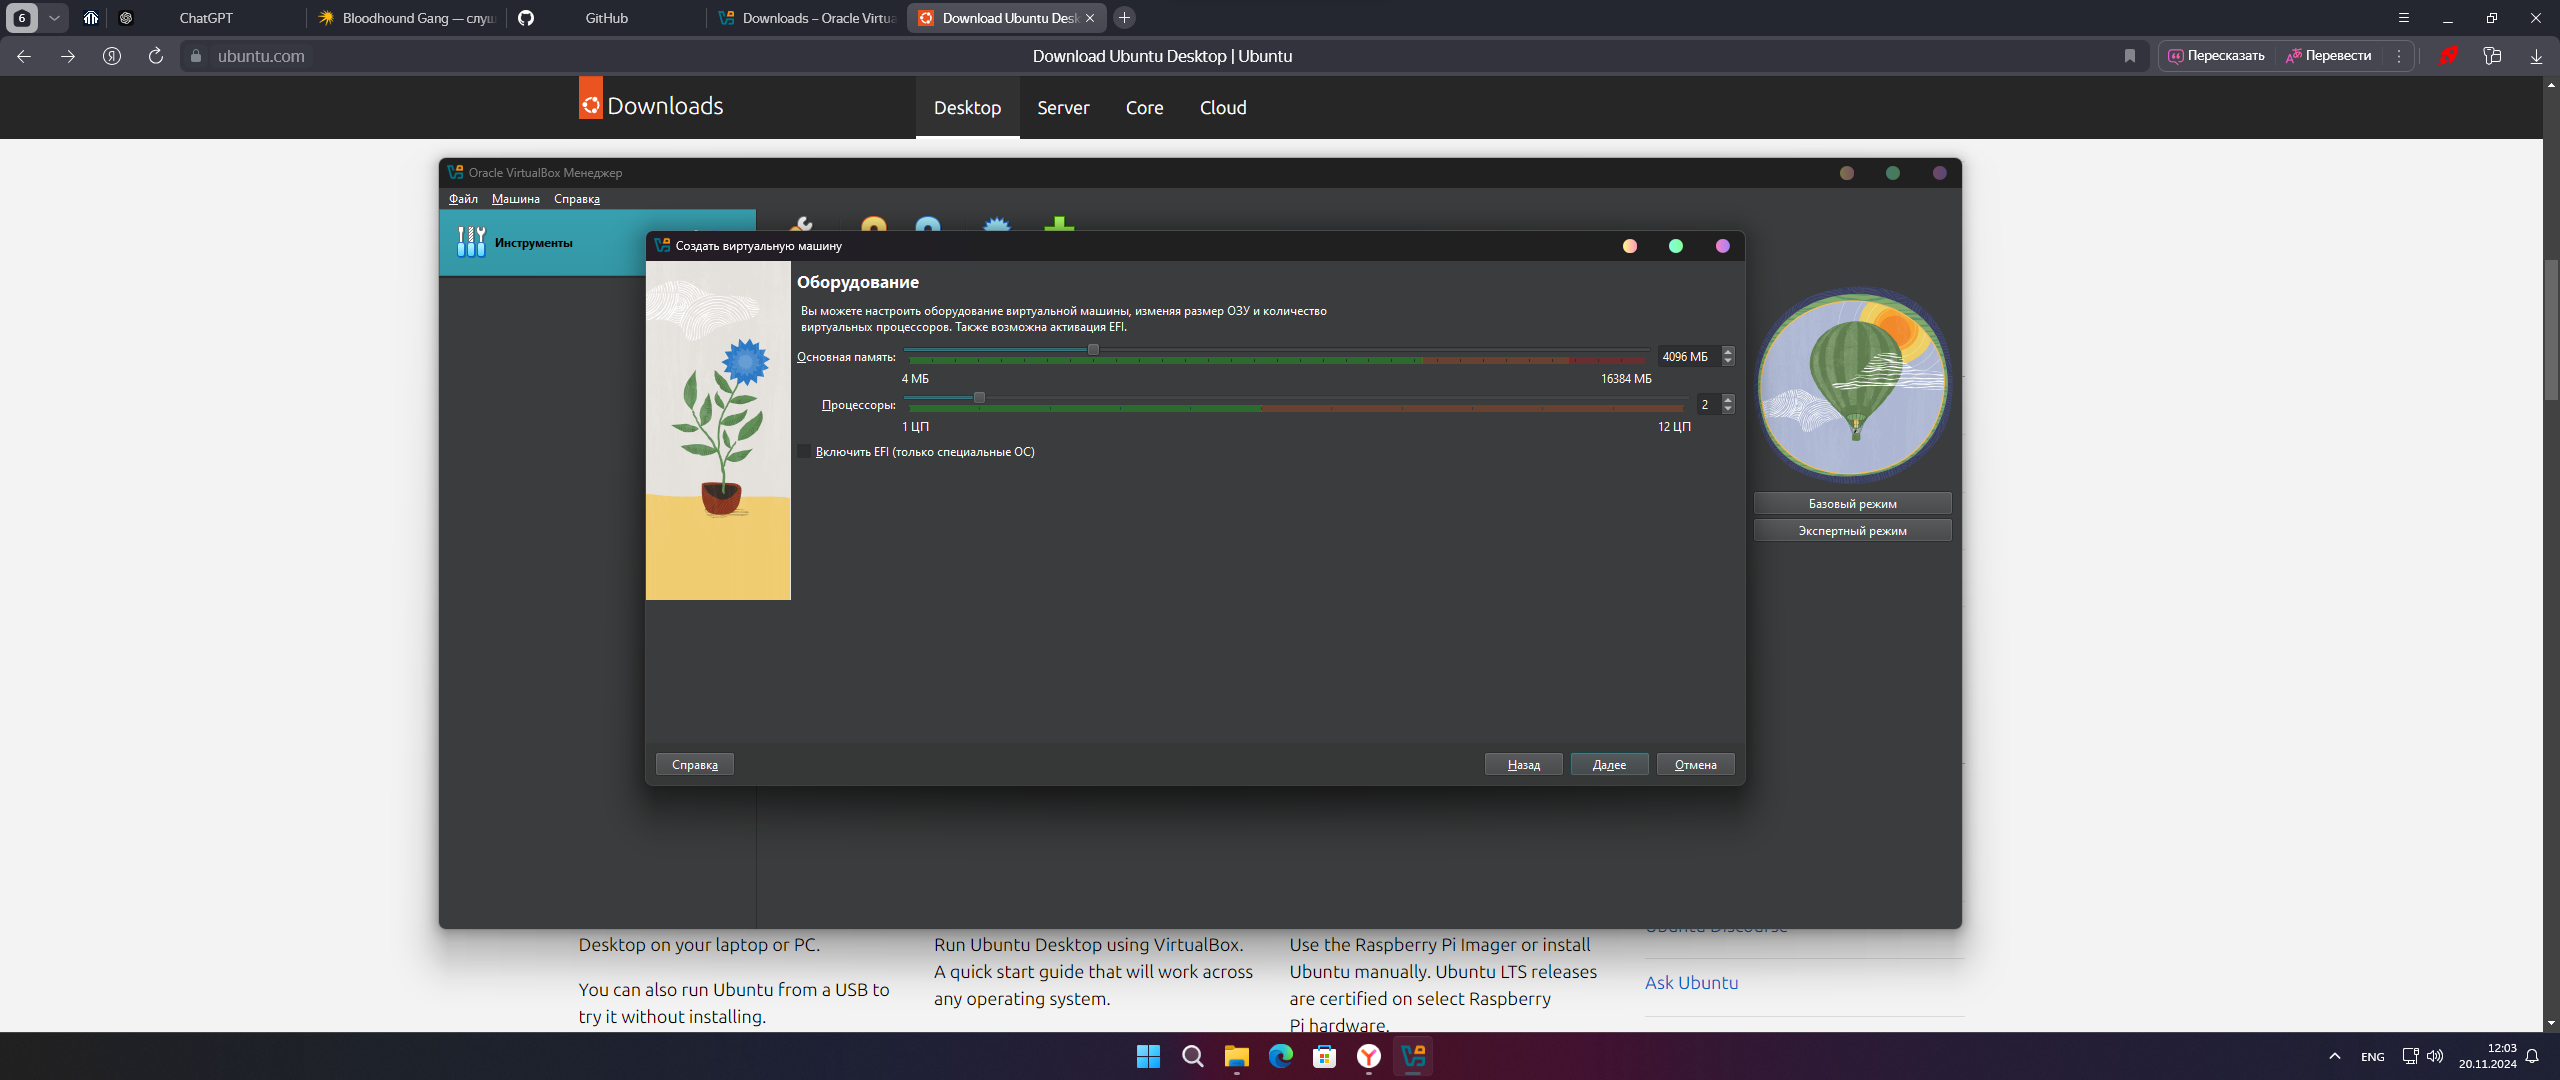 6
ChatGPT
Bloodhound Gang — слуш
GitHub
Downloads – Oracle Virtua
Download Ubuntu Desk
ubuntu.com
Download Ubuntu Desktop | Ubuntu
Пересказать
Перевести
Downloads
Desktop
Server
Core
Cloud
Oracle VirtualBox Менеджер
Файл
Машина
Справка
Инструменты
Создать виртуальную машину
Оборудование
Вы можете настроить оборудование виртуальной машины, изменяя размер ОЗУ и количество
виртуальных процессоров. Также возможна активация EFI.
Основная память:
4096 МБ
4 МБ
16384 МБ
Процессоры:
2
1 ЦП
12 ЦП
Включить EFI (только специальные ОС)
Базовый режим
Экспертный режим
Справка
Назад
Далее
Отмена
Desktop on your laptop or PC.
You can also run Ubuntu from a USB to
try it without installing.
Run Ubuntu Desktop using VirtualBox.
A quick start guide that will work across
any operating system.
Use the Raspberry Pi Imager or install
Ubuntu manually. Ubuntu LTS releases
are certified on select Raspberry
Pi hardware.
Ubuntu Discourse
Ask Ubuntu
ENG
12:03
20.11.2024